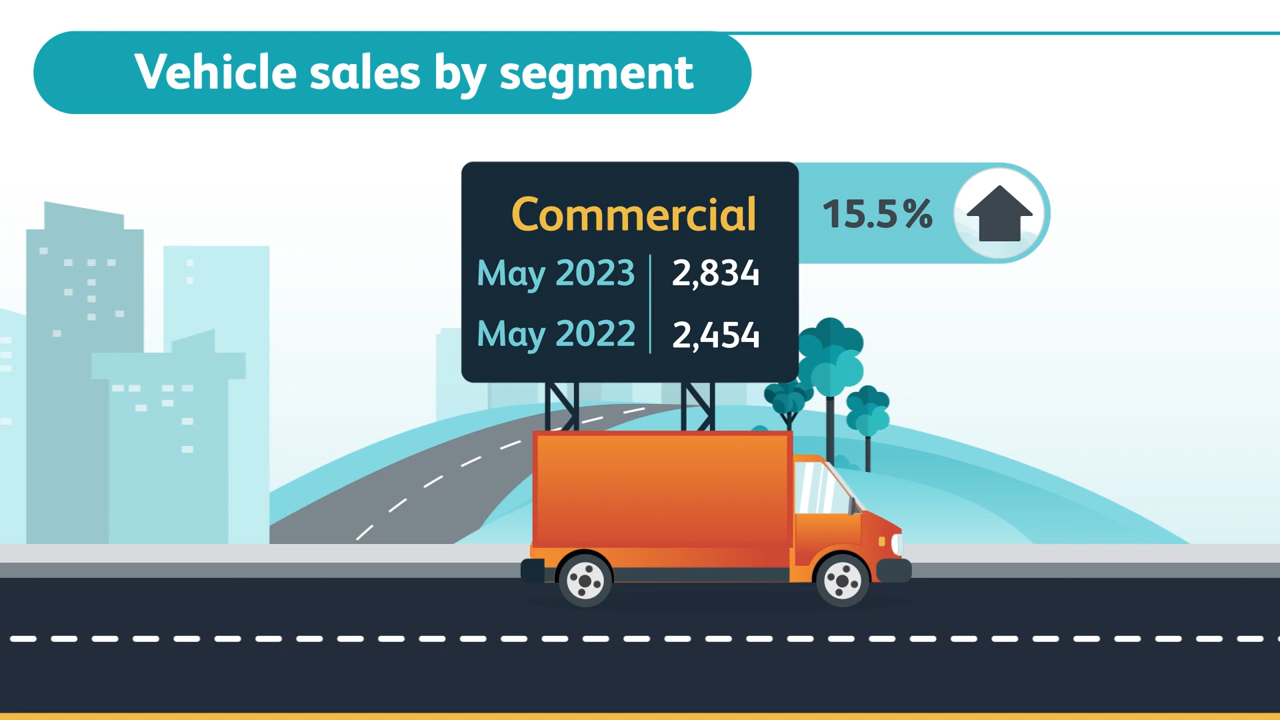 Vehicle sales by segment
Commercial
15.5%
May 2023 2,834
May 2022 2,454